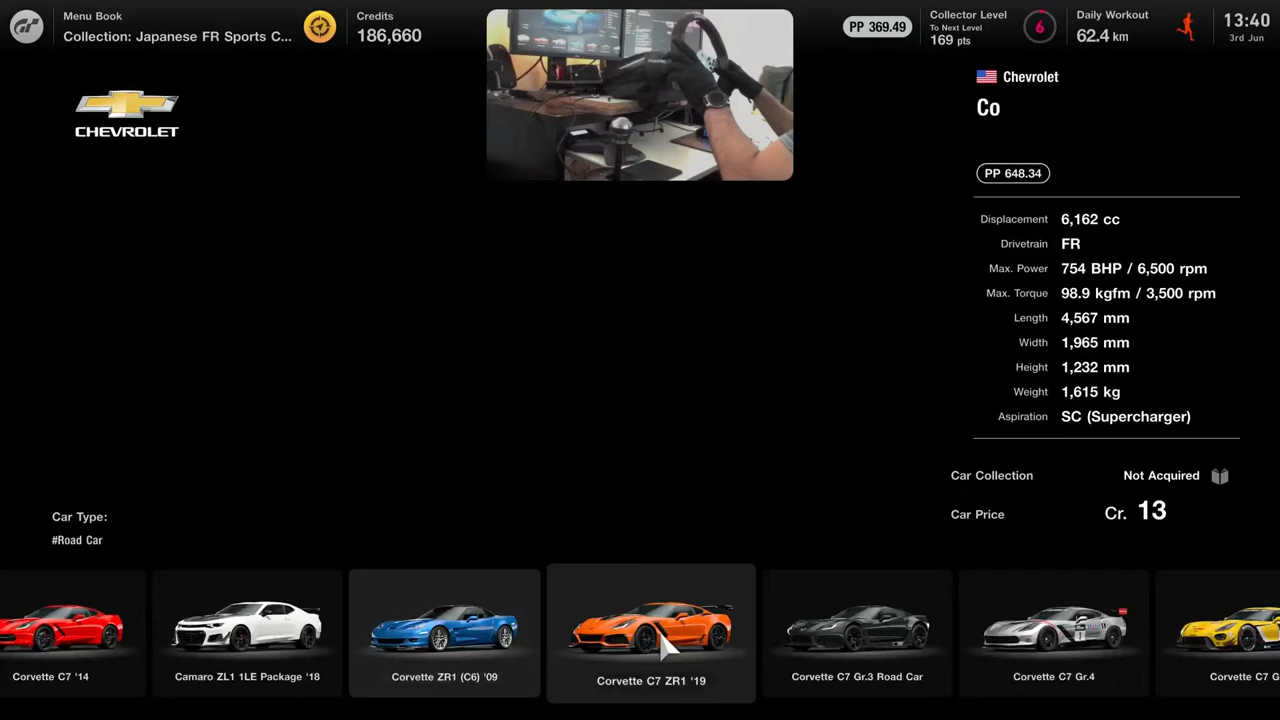 Menu Book
Collection: Japanese FR Sports C...
Credits
186,660
PP 369.49
Collector Level
To Next Level
169 pts
6
Daily Workout
62.4 km
13:40
3rd Jun
CHEVROLET
Chevrolet
Co
PP 648.34
Displacement 6,162 cc
Drivetrain FR
Max. Power 754 BHP / 6,500 rpm
Max. Torque 98.9 kgfm / 3,500 rpm
Length 4,567 mm
Width 1,965 mm
Height 1,232 mm
Weight 1,615 kg
Aspiration SC (Supercharger)
Car Collection Not Acquired
Car Price Cr. 13
Car Type:
#Road Car
Corvette C7 '14
Camaro ZL1 1LE Package '18
Corvette ZR1 (C6) '09
Corvette C7 ZR1 '19
Corvette C7 Gr.3 Road Car
Corvette C7 Gr.4
Corvette C7 G